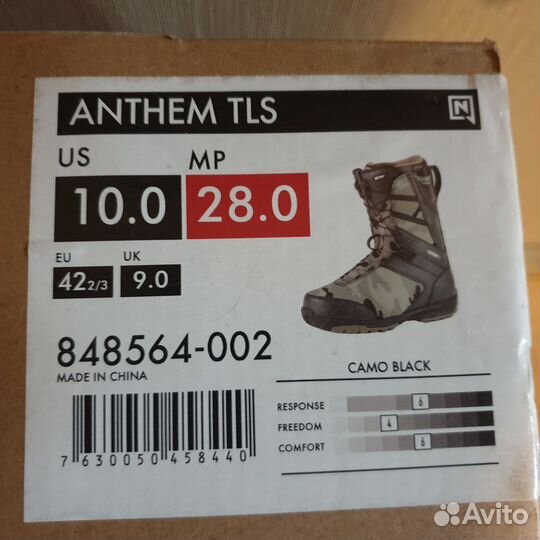 ANTHEM TLS
N
US MP
10.0 28.0
EU UK
42 2/3 9.0
848564-002
MADE IN CHINA
CAMO BLACK
RESPONSE 6
FREEDOM 4
COMFORT 6
7 630050 458440
Avito